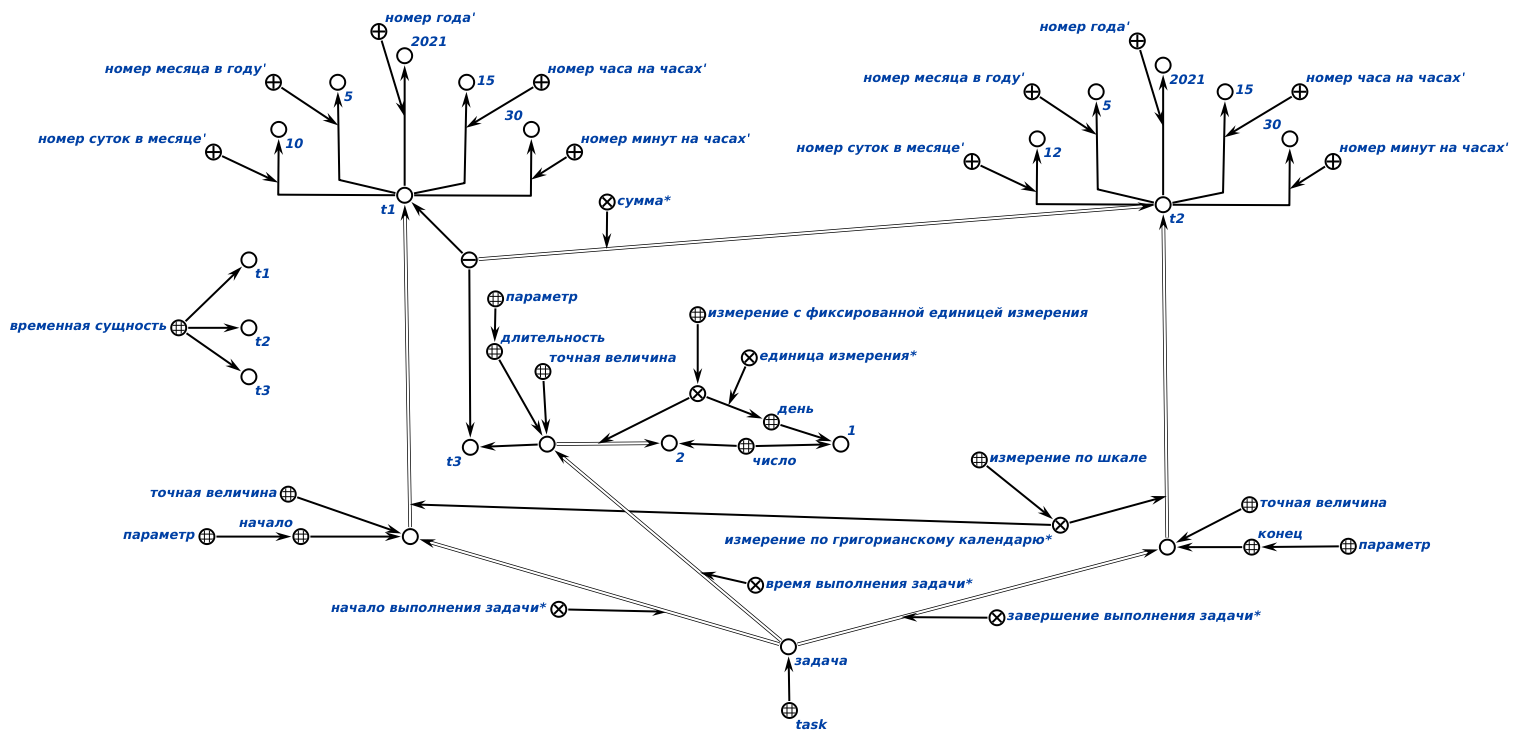 номер года'
2021
номер месяца в году'
5
15
номер часа на часах'
номер суток в месяце'
10
30
номер минут на часах'
t1
номер года'
2021
номер месяца в году'
5
15
номер часа на часах'
номер суток в месяце'
12
30
номер минут на часах'
t2
сумма*
временная сущность
t1
t2
t3
параметр
длительность
точная величина
измерение с фиксированной единицей измерения
единица измерения*
день
1
t3
2
число
точная величина
параметр
начало
измерение по шкале
измерение по григорианскому календарю*
точная величина
конец
параметр
время выполнения задачи*
начало выполнения задачи*
завершение выполнения задачи*
задача
task